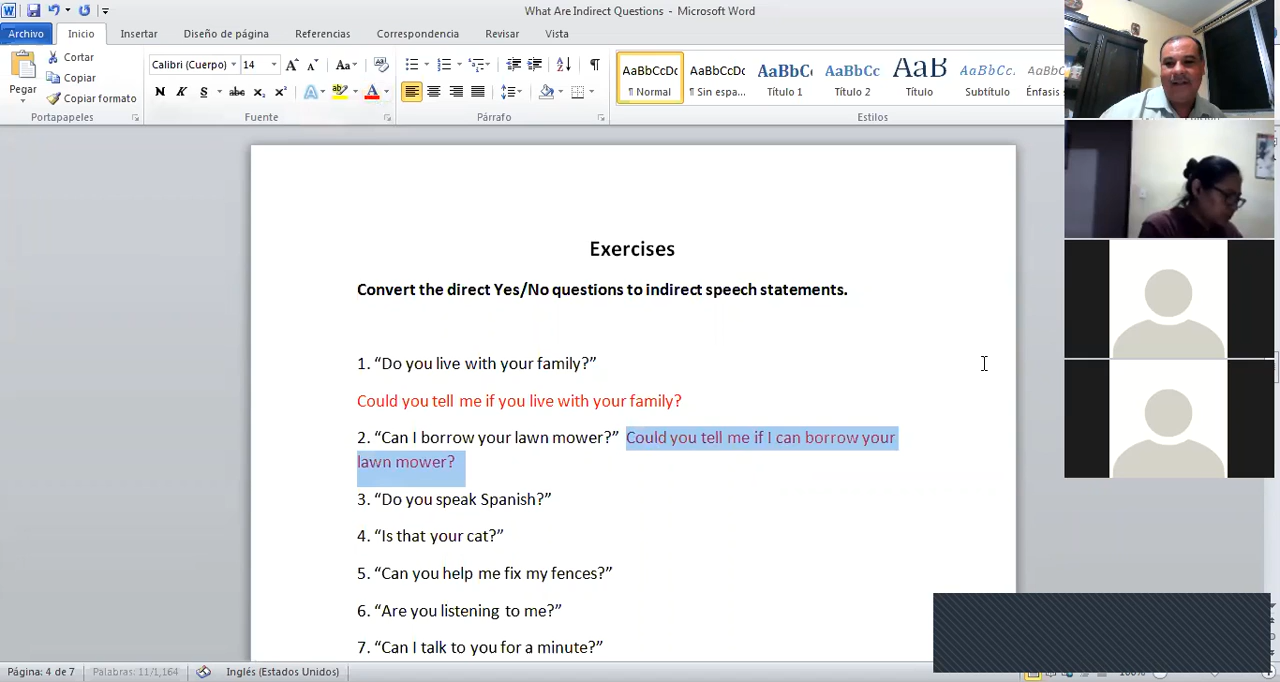 What Are Indirect Questions - Microsoft Word
Archivo Inicio Insertar Diseño de página Referencias Correspondencia Revisar Vista
Cortar
Copiar
Copiar formato
Pegar
Portapapeles
Calibri (Cuerpo) 14
N K S abc x₂ x² A A
Fuente
Párrafo
AaBbCcDc AaBbCcDc AaBbC AaBbCc AaB AaBbCc AaBbC
¶ Normal ¶ Sin espa... Título 1 Título 2 Título Subtítulo Énfasis
Estilos
Exercises
Convert the direct Yes/No questions to indirect speech statements.
1. “Do you live with your family?”
Could you tell me if you live with your family?
2. “Can I borrow your lawn mower?” Could you tell me if I can borrow your
lawn mower?
3. “Do you speak Spanish?”
4. “Is that your cat?”
5. “Can you help me fix my fences?”
6. “Are you listening to me?”
7. “Can I talk to you for a minute?”
Página: 4 de 7 Palabras: 11/1,164 Inglés (Estados Unidos) 100%